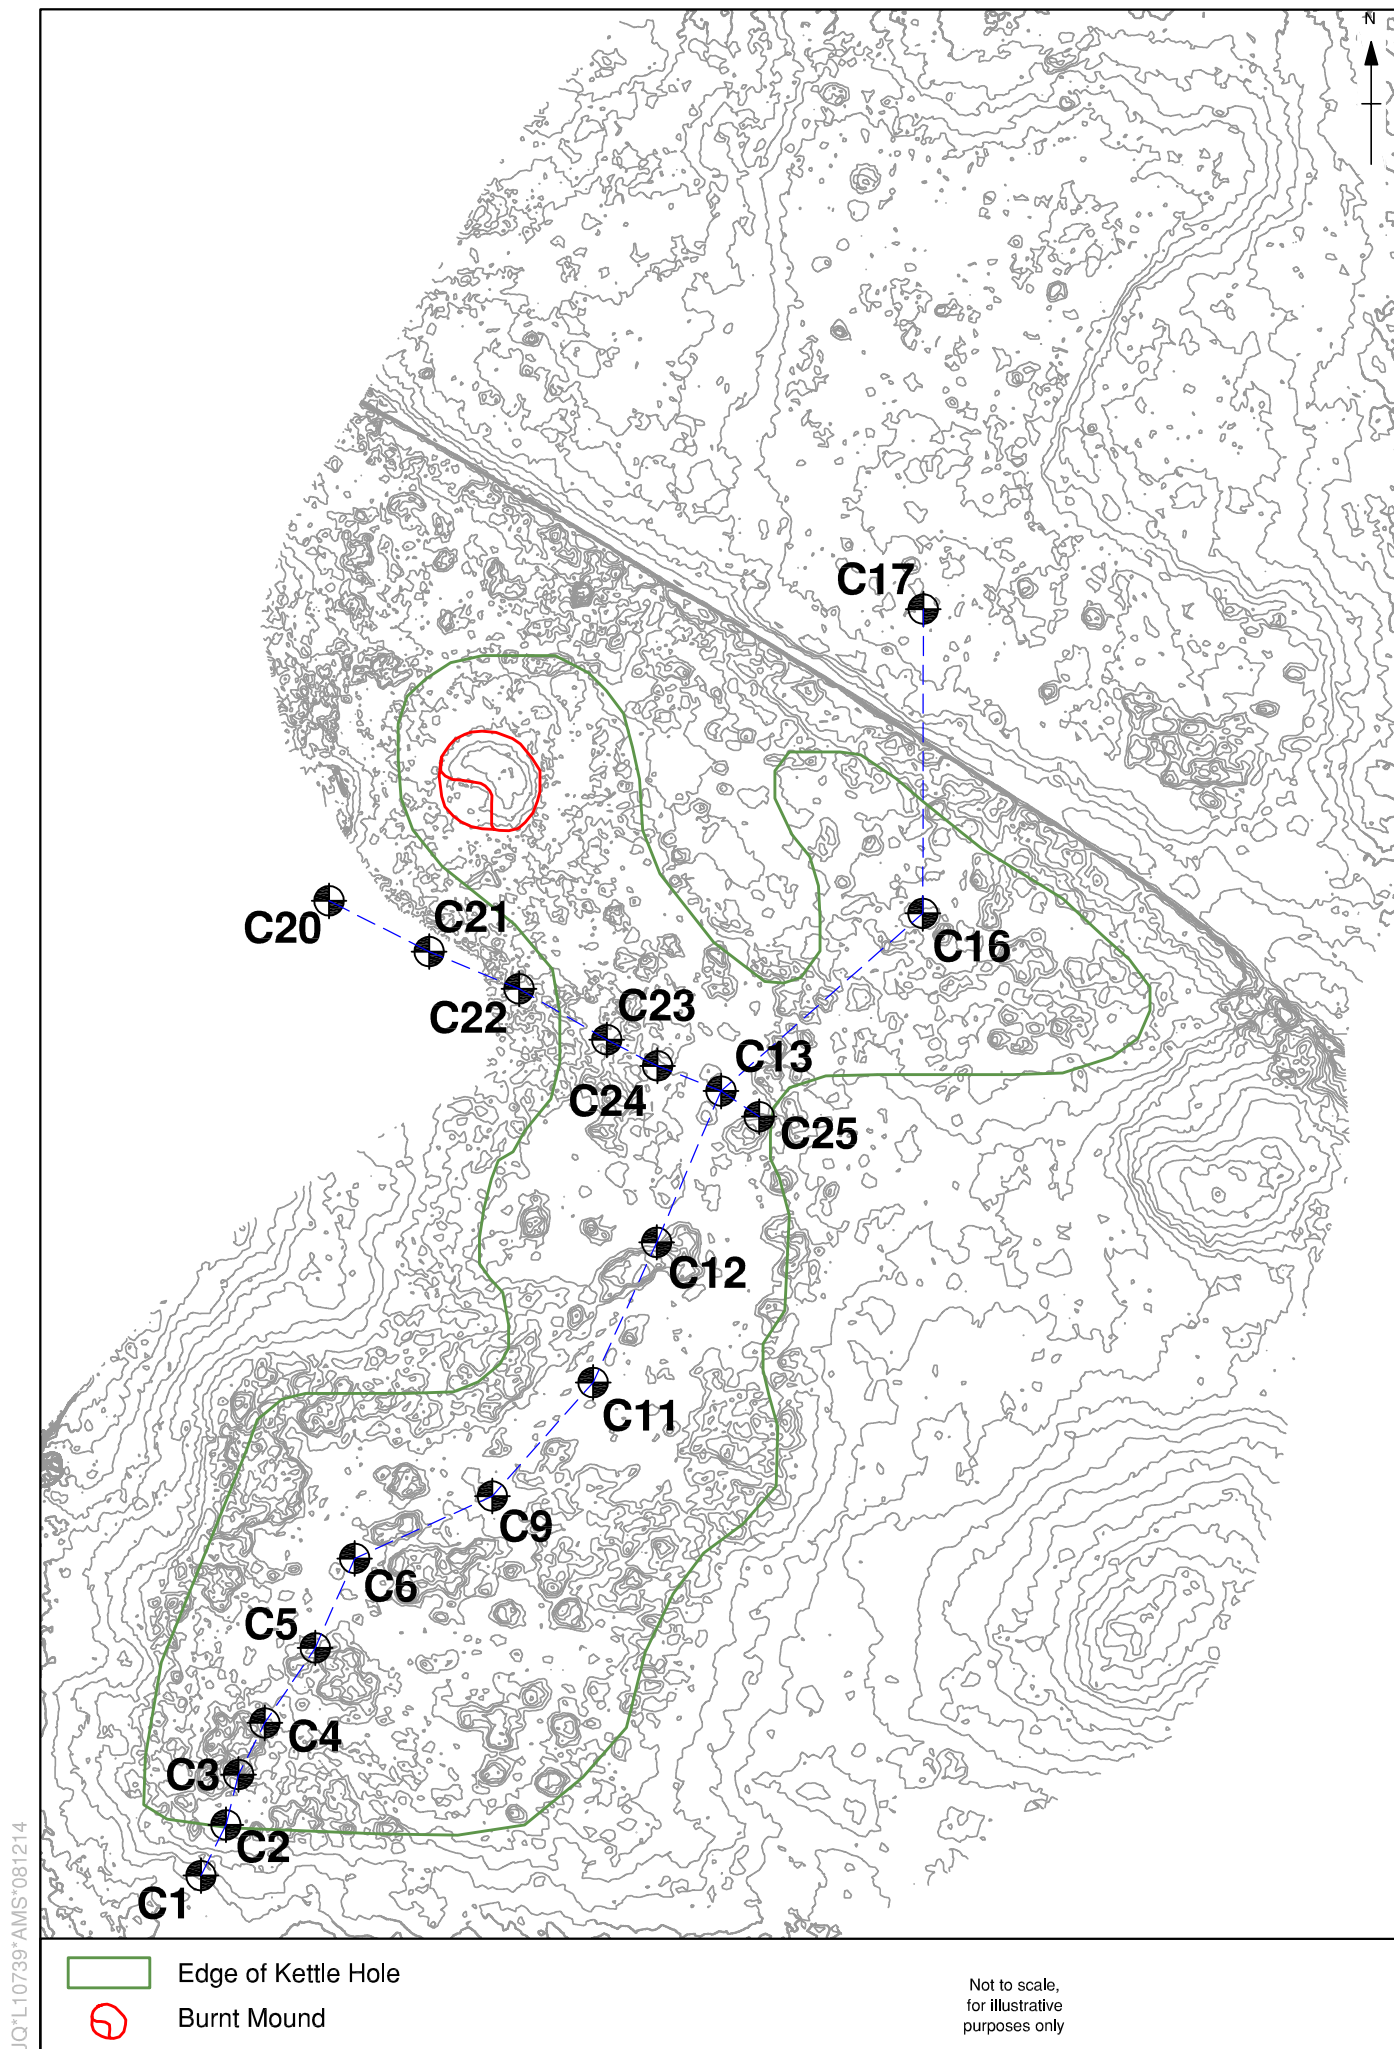 N
C17
C20
C21
C16
C22
C23
C13
C24
C25
C12
C11
C9
C6
C5
C4
C3
C2
C1
Edge of Kettle Hole
Burnt Mound
Not to scale,
for illustrative
purposes only
JQ*L10739*AMS*081214